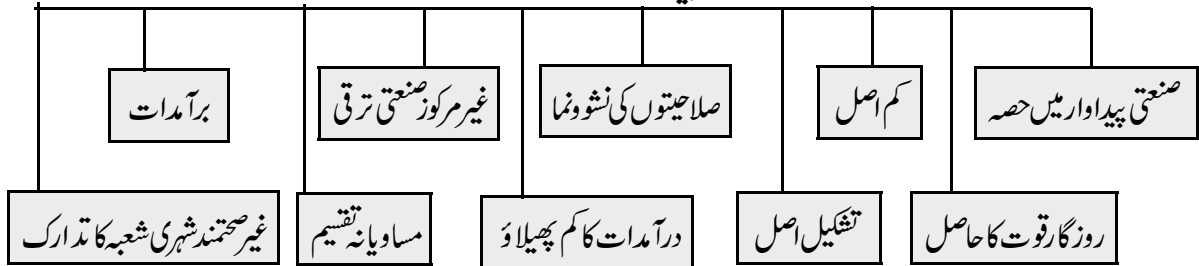 صنعتی پیداوار میں حصہ
کم اصل
صلاحیتوں کی نشوونما
غیر مرکوز صنعتی ترقی
برآمدات
روزگار قوت کا حاصل
تشکیل اصل
درآمدات کا کم پھیلاؤ
مساویانہ تقسیم
غیر صحتمند شہری شعبہ کا تدارک